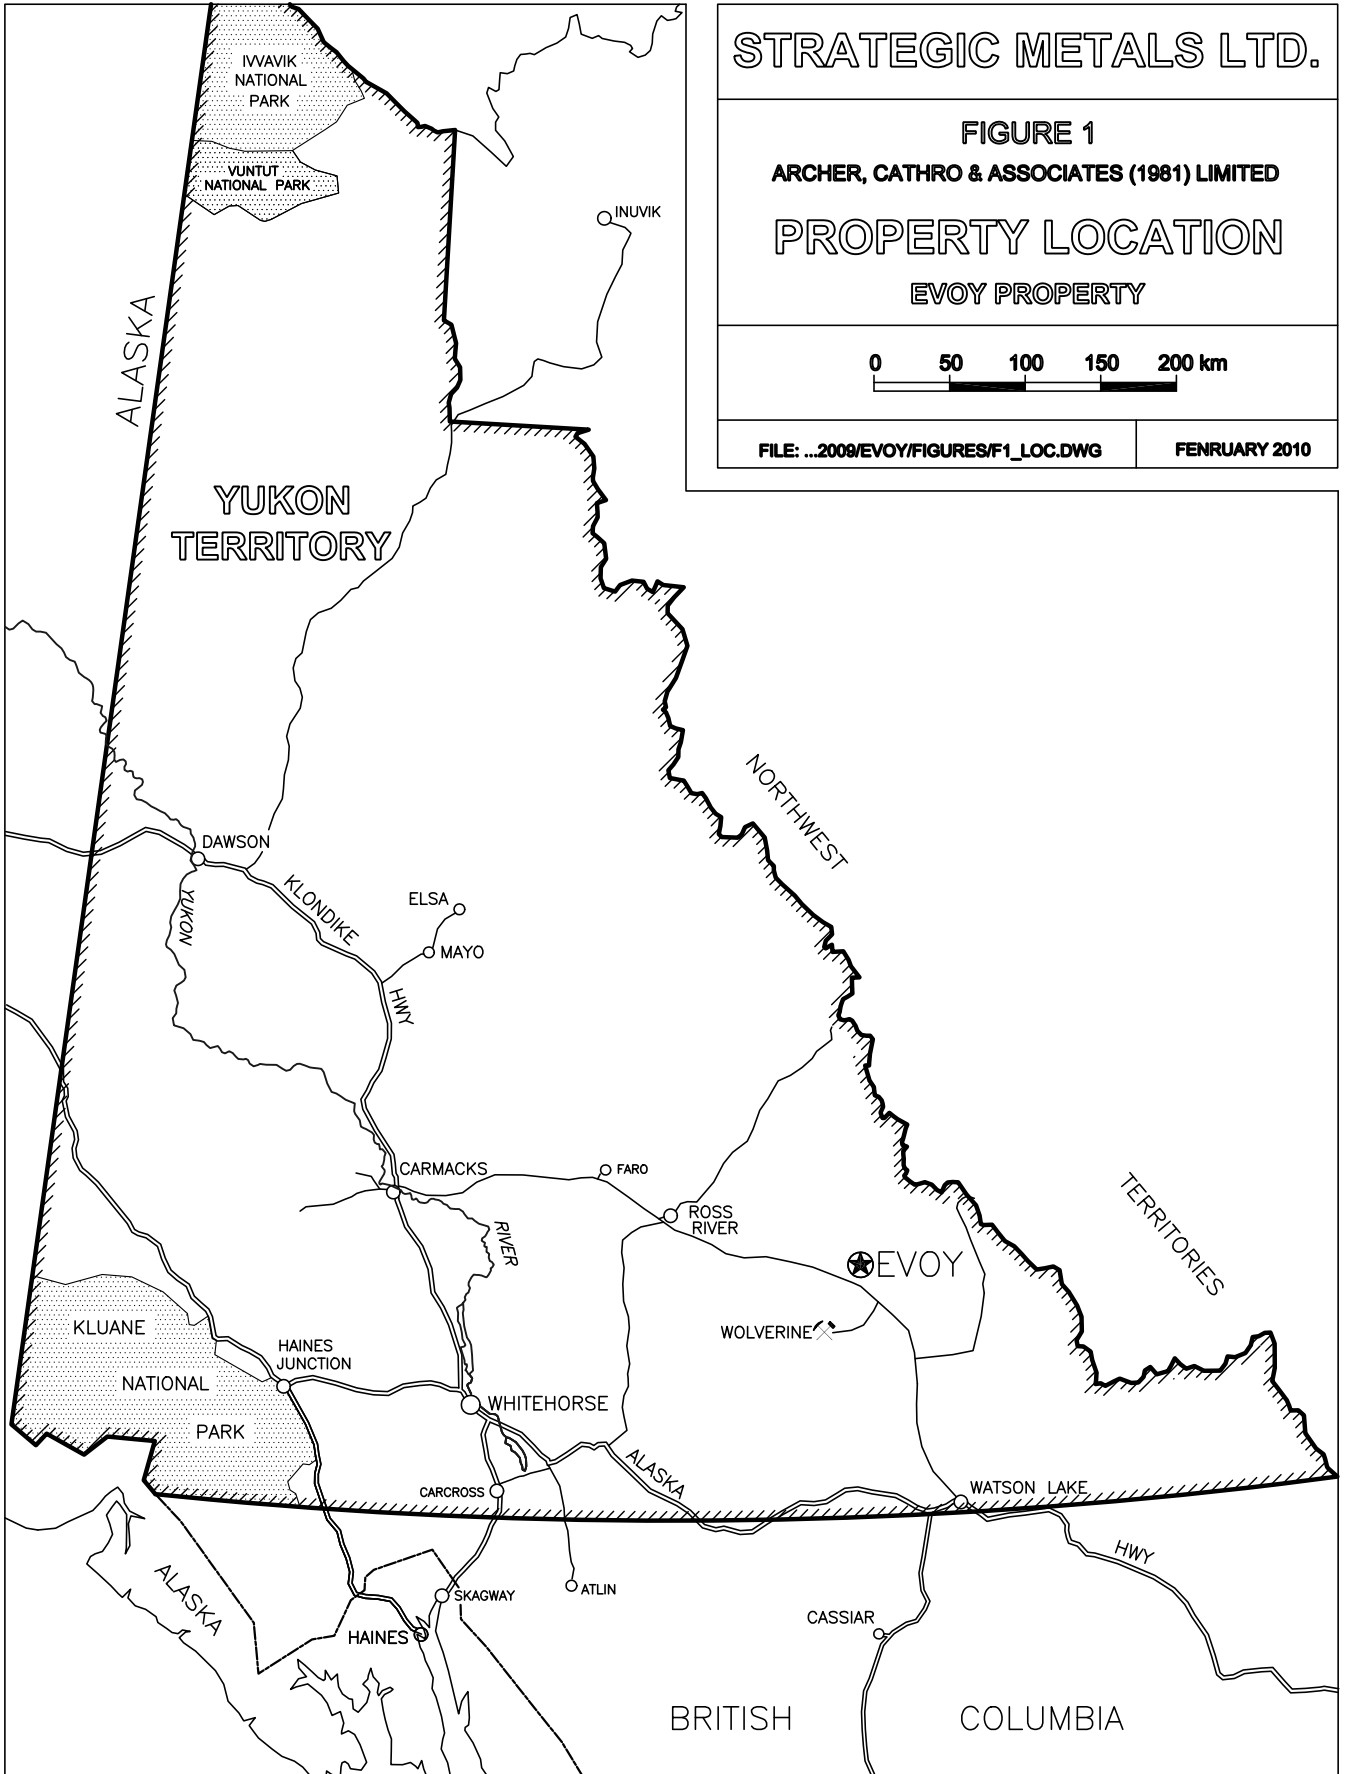 STRATEGIC METALS LTD.
FIGURE 1
ARCHER, CATHRO & ASSOCIATES (1981) LIMITED
PROPERTY LOCATION
EVOY PROPERTY
0 50 100 150 200 km
FILE: ...2009/EVOY/FIGURES/F1_LOC.DWG
FENRUARY 2010
IVVAVIK
NATIONAL
PARK
VUNTUT
NATIONAL PARK
INUVIK
ALASKA
YUKON
TERRITORY
NORTHWEST
TERRITORIES
DAWSON
YUKON
KLONDIKE
HWY
ELSA
MAYO
CARMACKS
FARO
ROSS
RIVER
RIVER
EVOY
WOLVERINE
KLUANE
NATIONAL
PARK
HAINES
JUNCTION
WHITEHORSE
CARCROSS
ALASKA
WATSON LAKE
HWY
ALASKA
SKAGWAY
ATLIN
HAINES
CASSIAR
BRITISH COLUMBIA